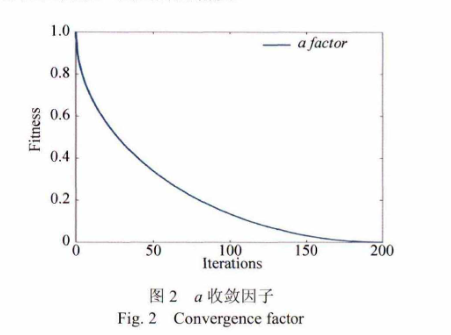 1.0
0.8
0.6
0.4
0.2
0
Fitness
a factor
0 50 100 150 200
Iterations
图 2 a 收敛因子
Fig. 2 Convergence factor